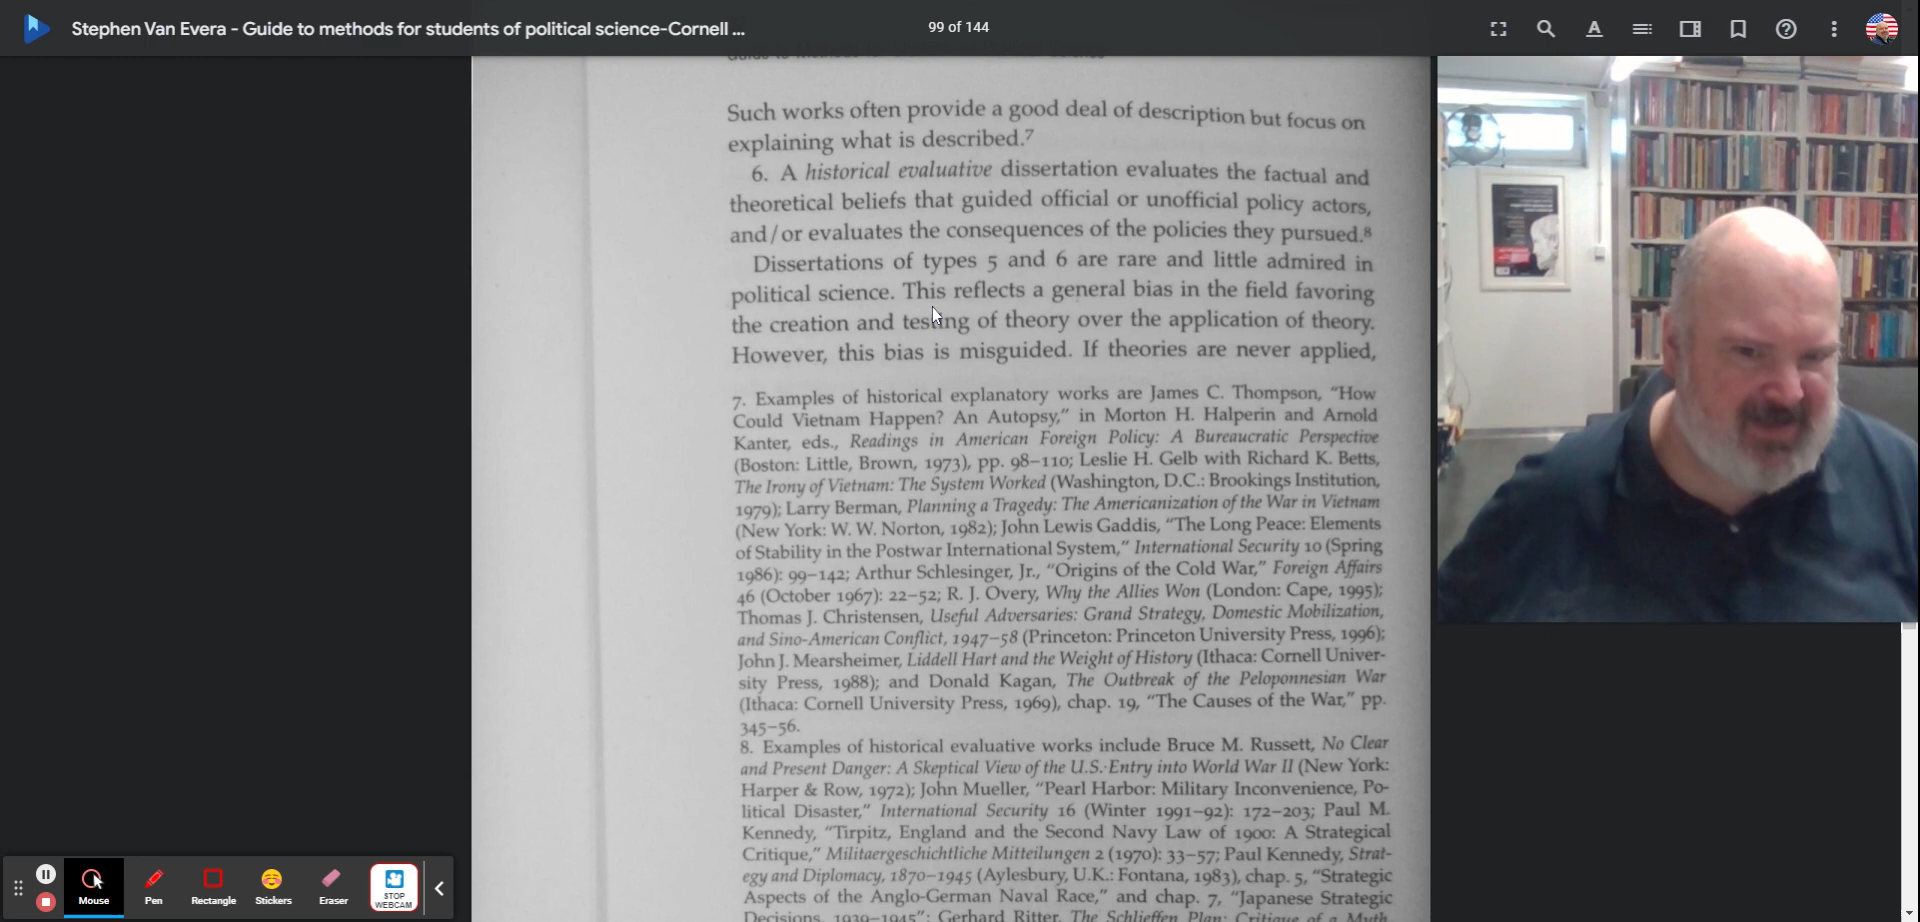 Stephen Van Evera - Guide to methods for students of political science-Cornell ...
99 of 144
Such works often provide a good deal of description but focus on
explaining what is described.⁷
6. A historical evaluative dissertation evaluates the factual and
theoretical beliefs that guided official or unofficial policy actors,
and/or evaluates the consequences of the policies they pursued.⁸
Dissertations of types 5 and 6 are rare and little admired in
political science. This reflects a general bias in the field favoring
the creation and testing of theory over the application of theory.
However, this bias is misguided. If theories are never applied,
7. Examples of historical explanatory works are James C. Thompson, "How
Could Vietnam Happen? An Autopsy," in Morton H. Halperin and Arnold
Kanter, eds., Readings in American Foreign Policy: A Bureaucratic Perspective
(Boston: Little, Brown, 1973), pp. 98–110; Leslie H. Gelb with Richard K. Betts,
The Irony of Vietnam: The System Worked (Washington, D.C.: Brookings Institution,
1979); Larry Berman, Planning a Tragedy: The Americanization of the War in Vietnam
(New York: W. W. Norton, 1982); John Lewis Gaddis, "The Long Peace: Elements
of Stability in the Postwar International System," International Security 10 (Spring
1986): 99–142; Arthur Schlesinger, Jr., "Origins of the Cold War," Foreign Affairs
46 (October 1967): 22–52; R. J. Overy, Why the Allies Won (London: Cape, 1995);
Thomas J. Christensen, Useful Adversaries: Grand Strategy, Domestic Mobilization,
and Sino-American Conflict, 1947–58 (Princeton: Princeton University Press, 1996);
John J. Mearsheimer, Liddell Hart and the Weight of History (Ithaca: Cornell Univer-
sity Press, 1988); and Donald Kagan, The Outbreak of the Peloponnesian War
(Ithaca: Cornell University Press, 1969), chap. 19, "The Causes of the War," pp.
345–56.
8. Examples of historical evaluative works include Bruce M. Russett, No Clear
and Present Danger: A Skeptical View of the U.S. Entry into World War II (New York:
Harper & Row, 1972); John Mueller, "Pearl Harbor: Military Inconvenience, Po-
litical Disaster," International Security 16 (Winter 1991–92): 172–203; Paul M.
Kennedy, "Tirpitz, England and the Second Navy Law of 1900: A Strategical
Critique," Militaergeschichtliche Mitteilungen 2 (1970): 33–57; Paul Kennedy, Strat-
egy and Diplomacy, 1870–1945 (Aylesbury, U.K.: Fontana, 1983), chap. 5, "Strategic
Aspects of the Anglo-German Naval Race," and chap. 7, "Japanese Strategic
Decisions, 1939–1945"; Gerhard Ritter, The Schlieffen Plan: Critique of a Myth
Mouse
Pen
Rectangle
Stickers
Eraser
STOP
WEBCAM